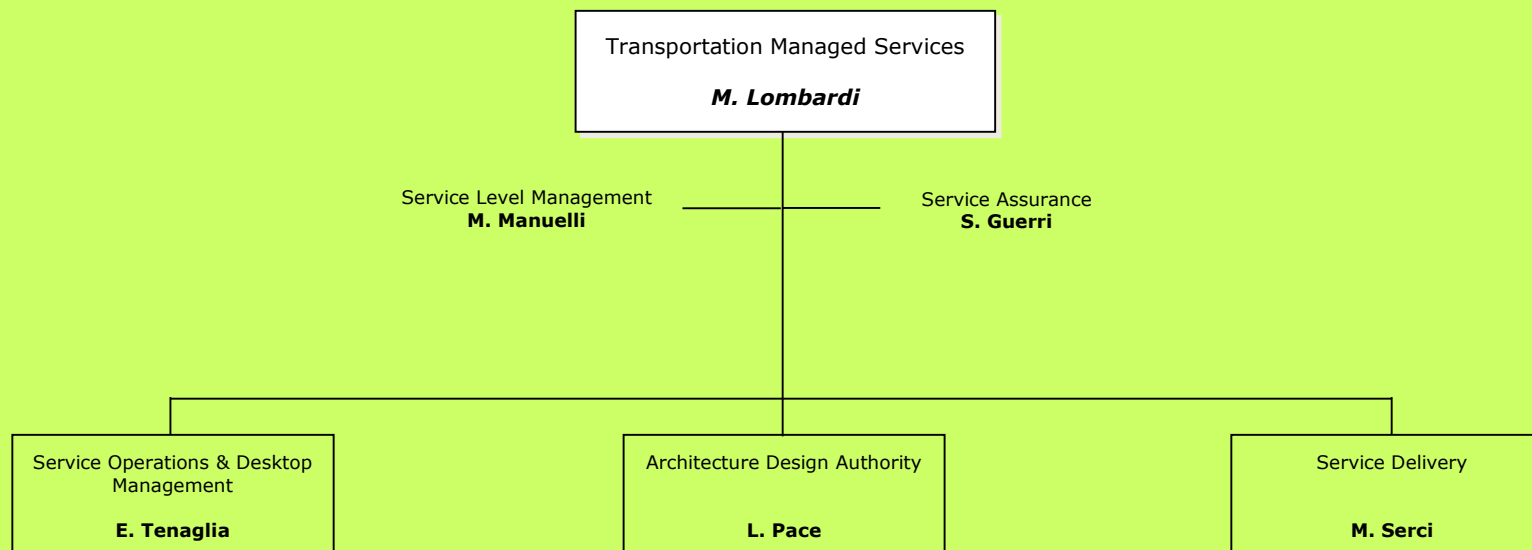 Transportation Managed Services
M. Lombardi
Service Level Management
M. Manuelli
Service Assurance
S. Guerri
Service Operations & Desktop
Management
E. Tenaglia
Architecture Design Authority
L. Pace
Service Delivery
M. Serci